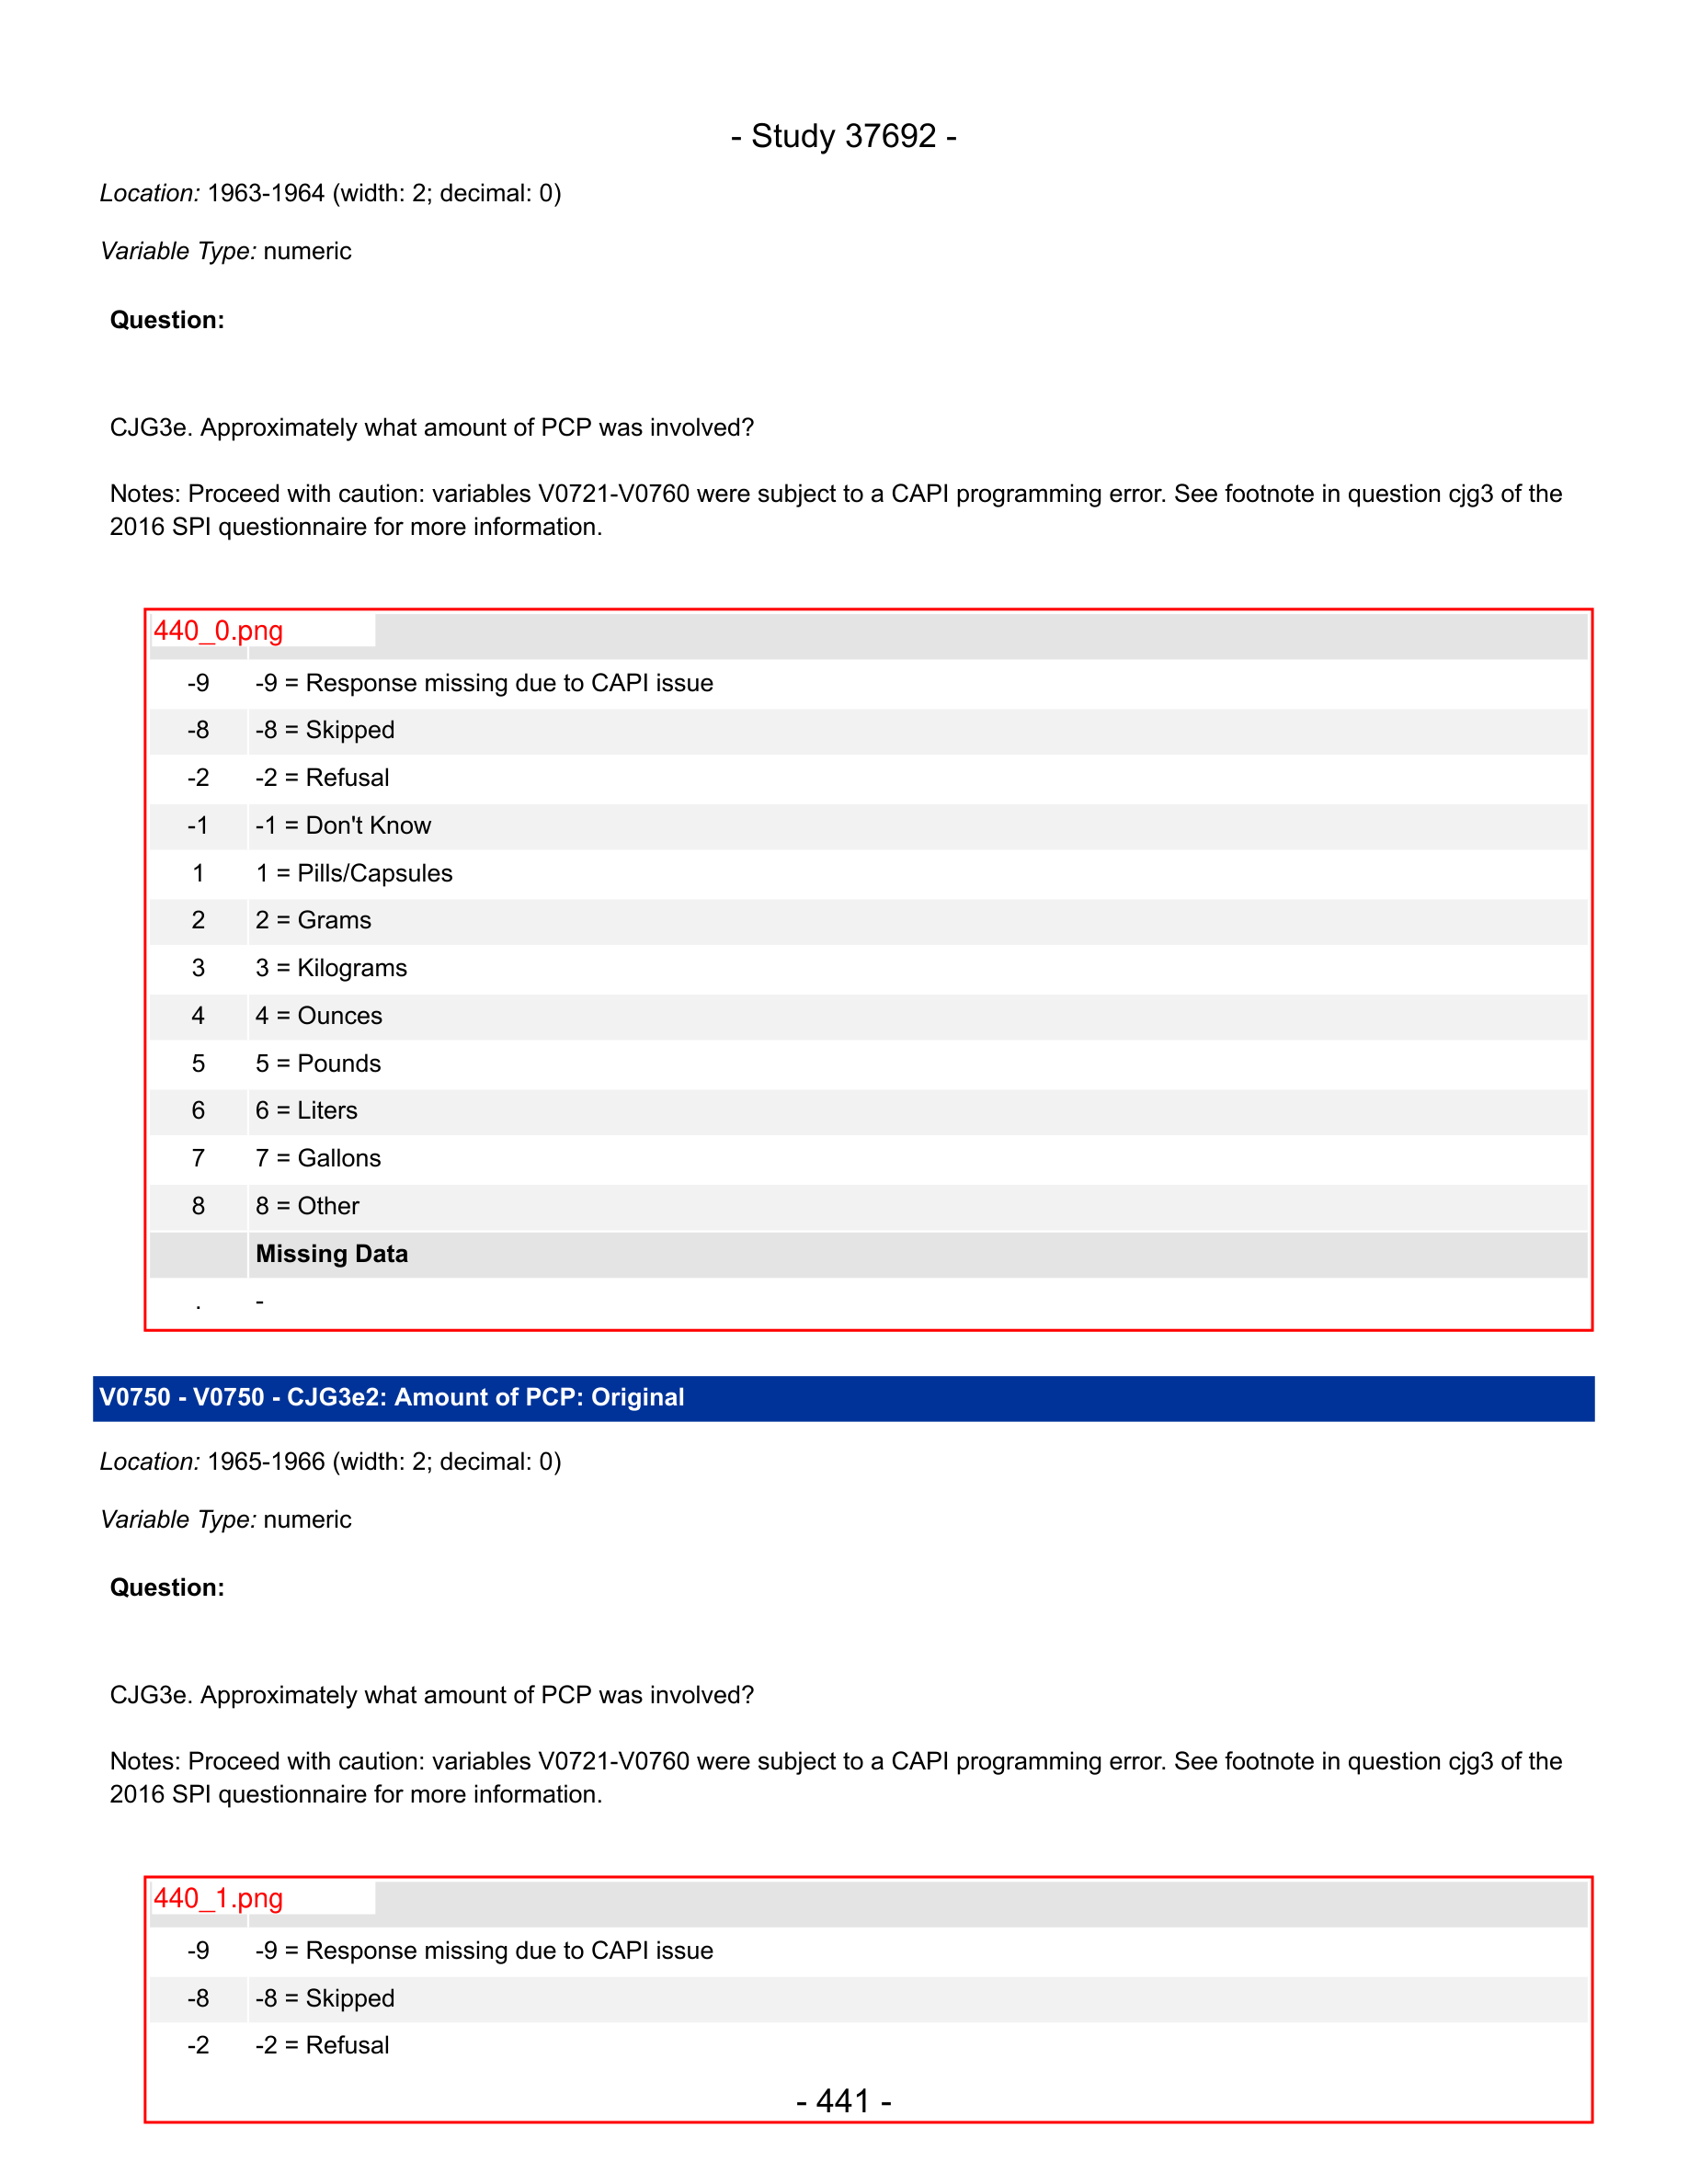 - Study 37692 -
Location: 1963-1964 (width: 2; decimal: 0)
Variable Type: numeric
Question:
CJG3e. Approximately what amount of PCP was involved?
Notes: Proceed with caution: variables V0721-V0760 were subject to a CAPI programming error. See footnote in question cjg3 of the
2016 SPI questionnaire for more information.
440_0.png
-9 -9 = Response missing due to CAPI issue
-8 -8 = Skipped
-2 -2 = Refusal
-1 -1 = Don't Know
1 1 = Pills/Capsules
2 2 = Grams
3 3 = Kilograms
4 4 = Ounces
5 5 = Pounds
6 6 = Liters
7 7 = Gallons
8 8 = Other
Missing Data
. -
V0750 - V0750 - CJG3e2: Amount of PCP: Original
Location: 1965-1966 (width: 2; decimal: 0)
Variable Type: numeric
Question:
CJG3e. Approximately what amount of PCP was involved?
Notes: Proceed with caution: variables V0721-V0760 were subject to a CAPI programming error. See footnote in question cjg3 of the
2016 SPI questionnaire for more information.
440_1.png
-9 -9 = Response missing due to CAPI issue
-8 -8 = Skipped
-2 -2 = Refusal
- 441 -